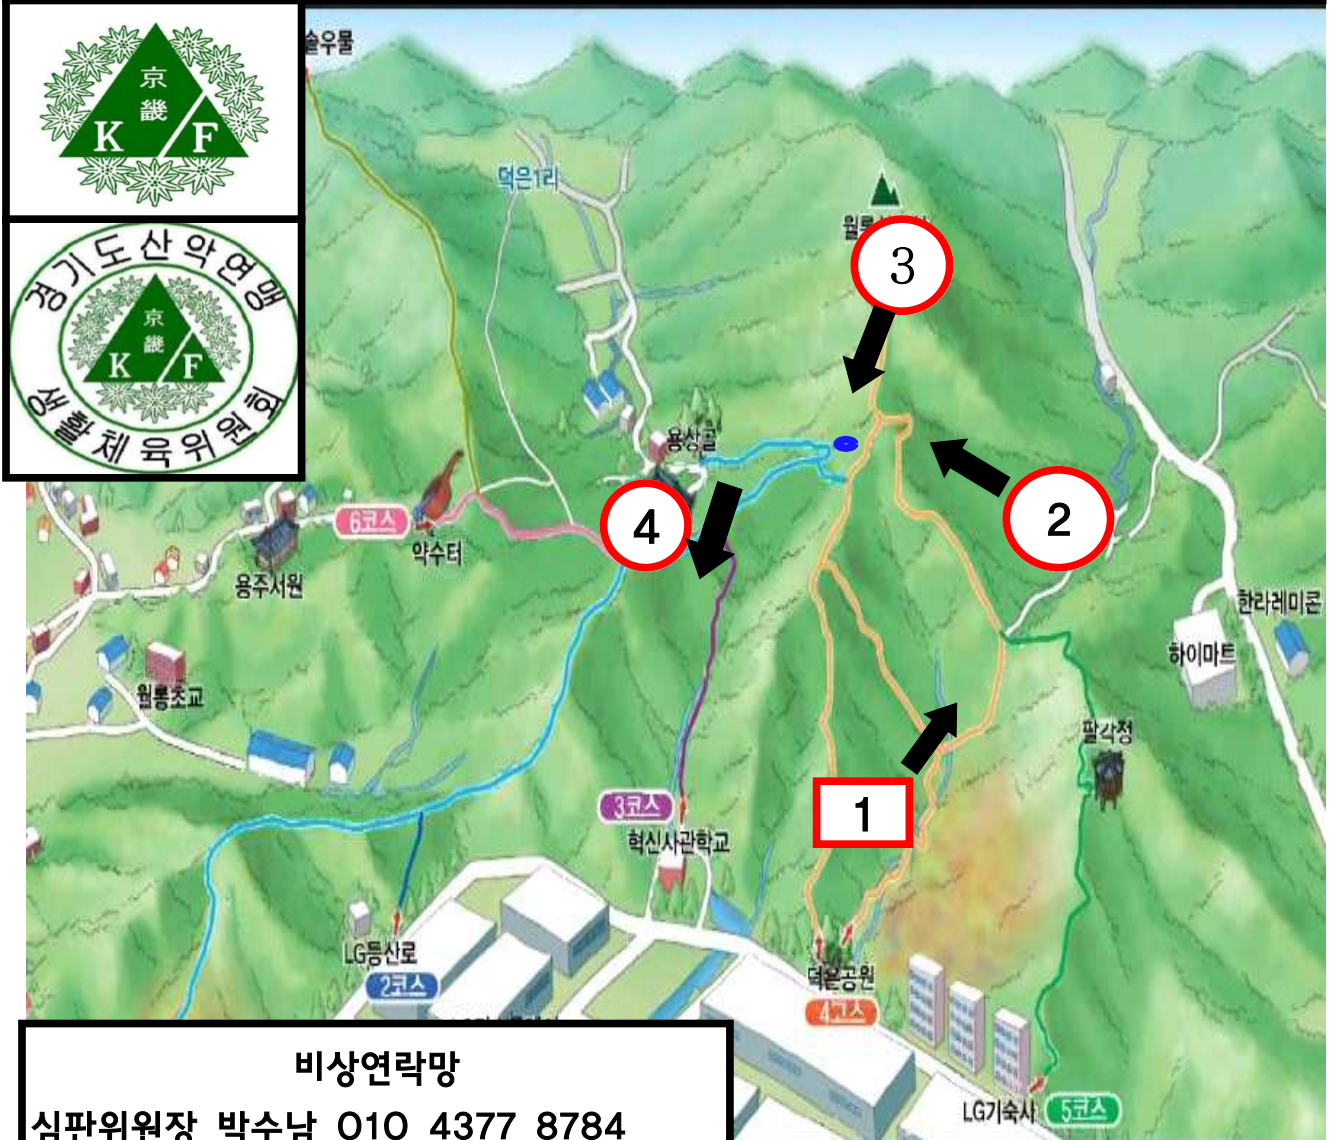 京
畿
K F
경기도산악연맹
京
畿
K F
생활체육위원회
솔우물
덕은1리
3
용상골
2
4
6코스
약수터
용주서원
한라레미콘
하이마트
월롱초교
팔각정
1
3코스
혁신사관학교
LG등산로
2코스
덕은공원
4코스
LG기숙사 5코스
비상연락망
심판위원장 박수남 010 4377 8784